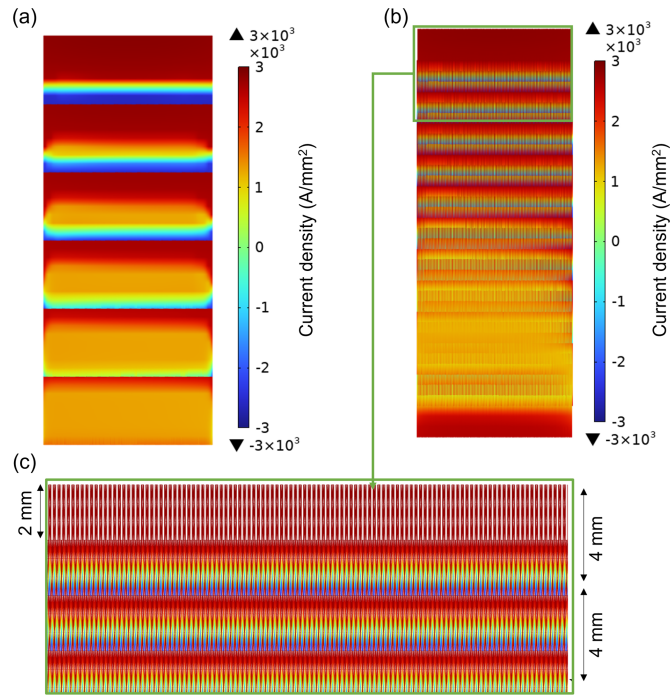 (a)
▲ 3×10³
×10³
3
2
1
0
-1
-2
-3
▼ -3×10³
Current density (A/mm²)
(b)
▲ 3×10³
×10³
3
2
1
0
-1
-2
-3
▼ -3×10³
Current density (A/mm²)
(c)
2 mm
4 mm
4 mm